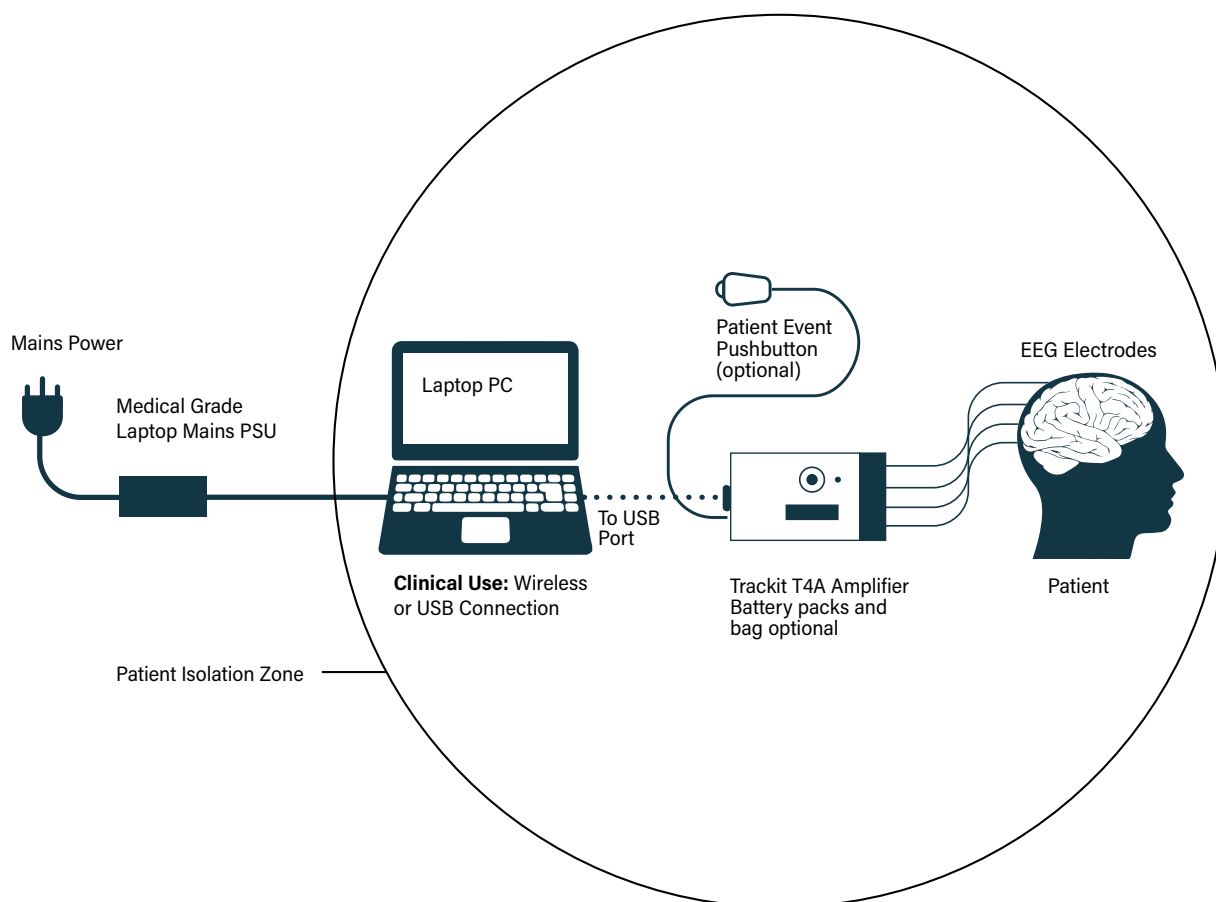 Mains Power
Medical Grade
Laptop Mains PSU
Laptop PC
Patient Event
Pushbutton
(optional)
EEG Electrodes
To USB
Port
Clinical Use: Wireless
or USB Connection
Trackit T4A Amplifier
Battery packs and
bag optional
Patient
Patient Isolation Zone